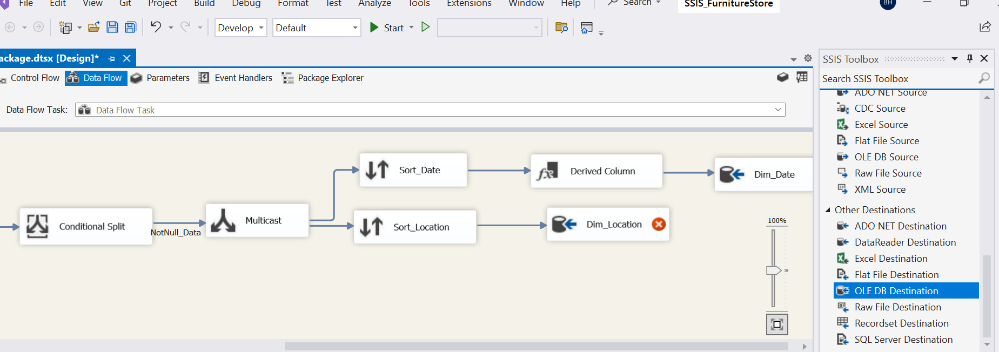 File Edit View Git Project Build Debug Format Test Analyze Tools Extensions Window Help Search SSIS_FurnitureStore BH
Develop Default Start
ackage.dtsx [Design]*
Control Flow Data Flow Parameters Event Handlers Package Explorer
Data Flow Task: Data Flow Task
Sort_Date
Derived Column
Dim_Date
Conditional Split
NotNull_Data
Multicast
Sort_Location
Dim_Location
100%
SSIS Toolbox
Search SSIS Toolbox
ADO NET Source
CDC Source
Excel Source
Flat File Source
OLE DB Source
Raw File Source
XML Source
Other Destinations
ADO NET Destination
DataReader Destination
Excel Destination
Flat File Destination
OLE DB Destination
Raw File Destination
Recordset Destination
SQL Server Destination